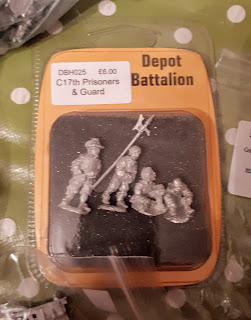 Depot
Battalion
DBH025 £6.00
C17th Prisoners
& Guard